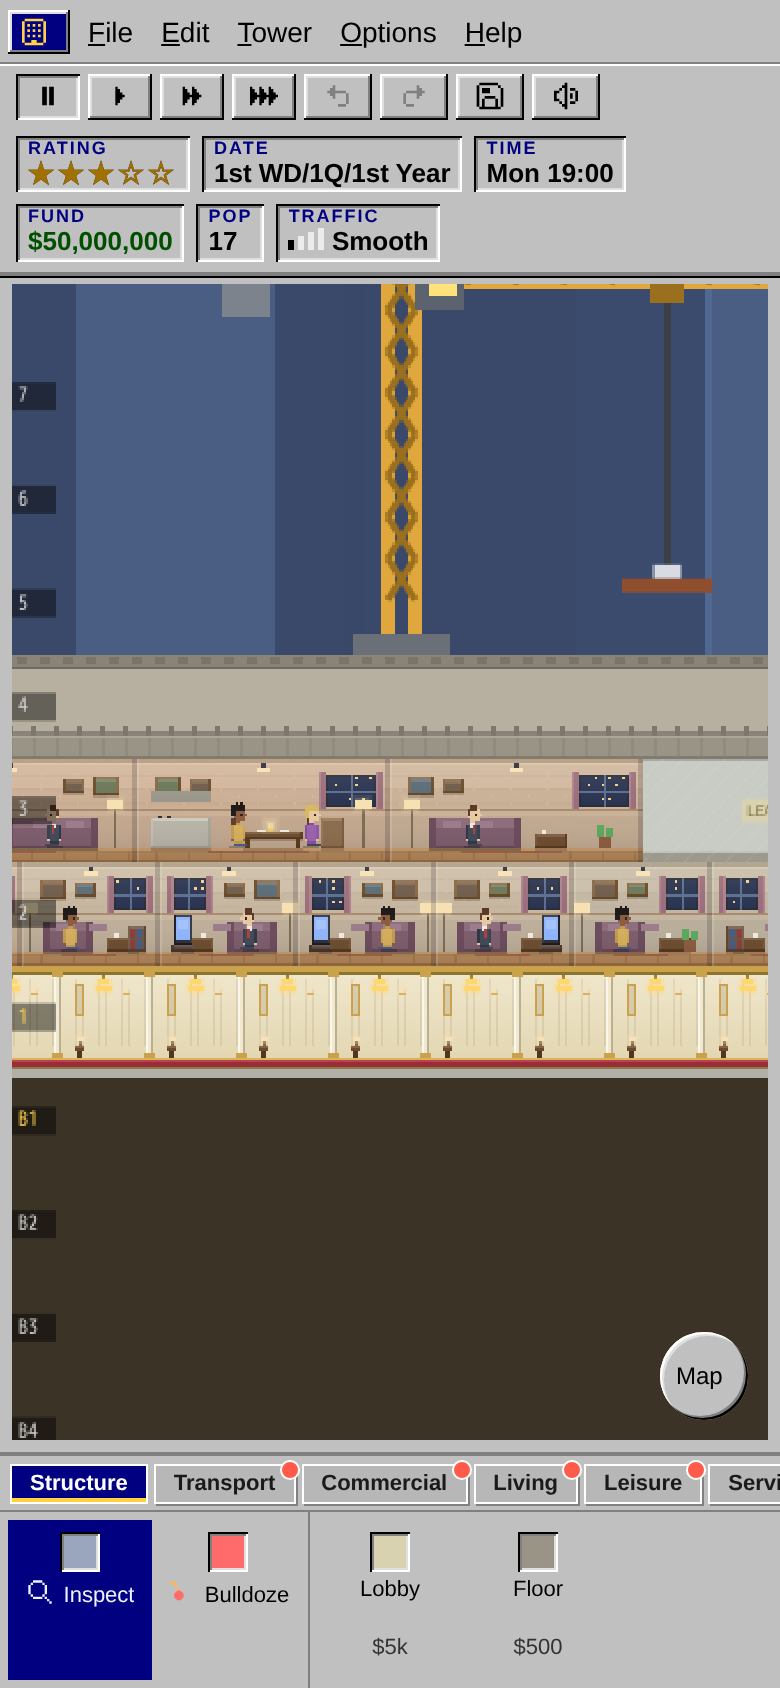 File Edit Tower Options Help
RATING DATE TIME
1st WD/1Q/1st Year Mon 19:00
FUND POP TRAFFIC
$50,000,000 17 Smooth
7
6
5
4
3
2
1
B1
B2
B3
B4
Map
Structure Transport Commercial Living Leisure
Inspect Bulldoze Lobby Floor
$5k $500